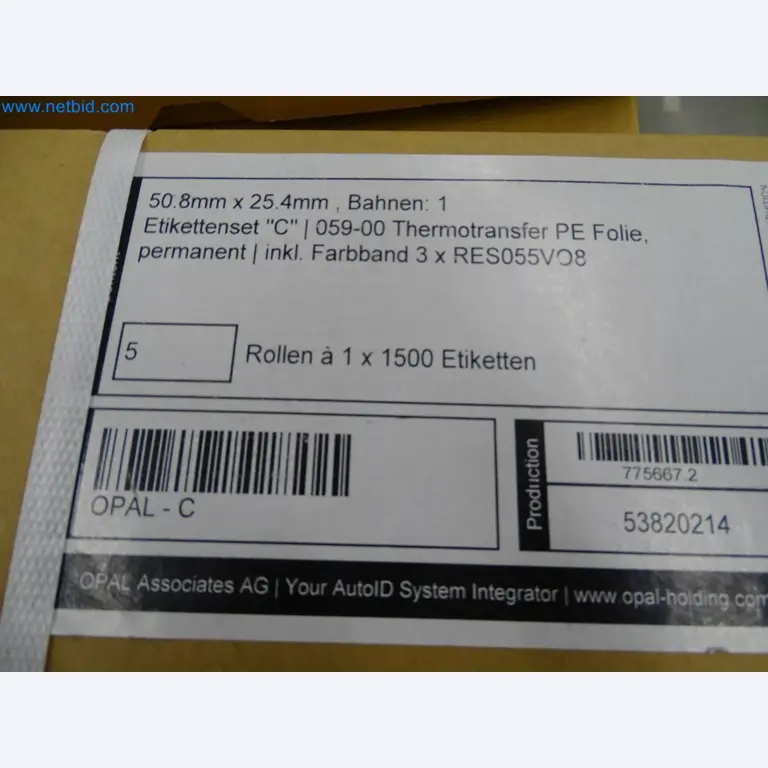 www.netbid.com
50.8mm x 25.4mm , Bahnen: 1
Etikettenset "C" | 059-00 Thermotransfer PE Folie,
permanent | inkl. Farbband 3 x RES055VO8
5
Rollen à 1 x 1500 Etiketten
OPAL - C
Production
775667.2
53820214
OPAL Associates AG | Your AutoID System Integrator | www.opal-holding.com